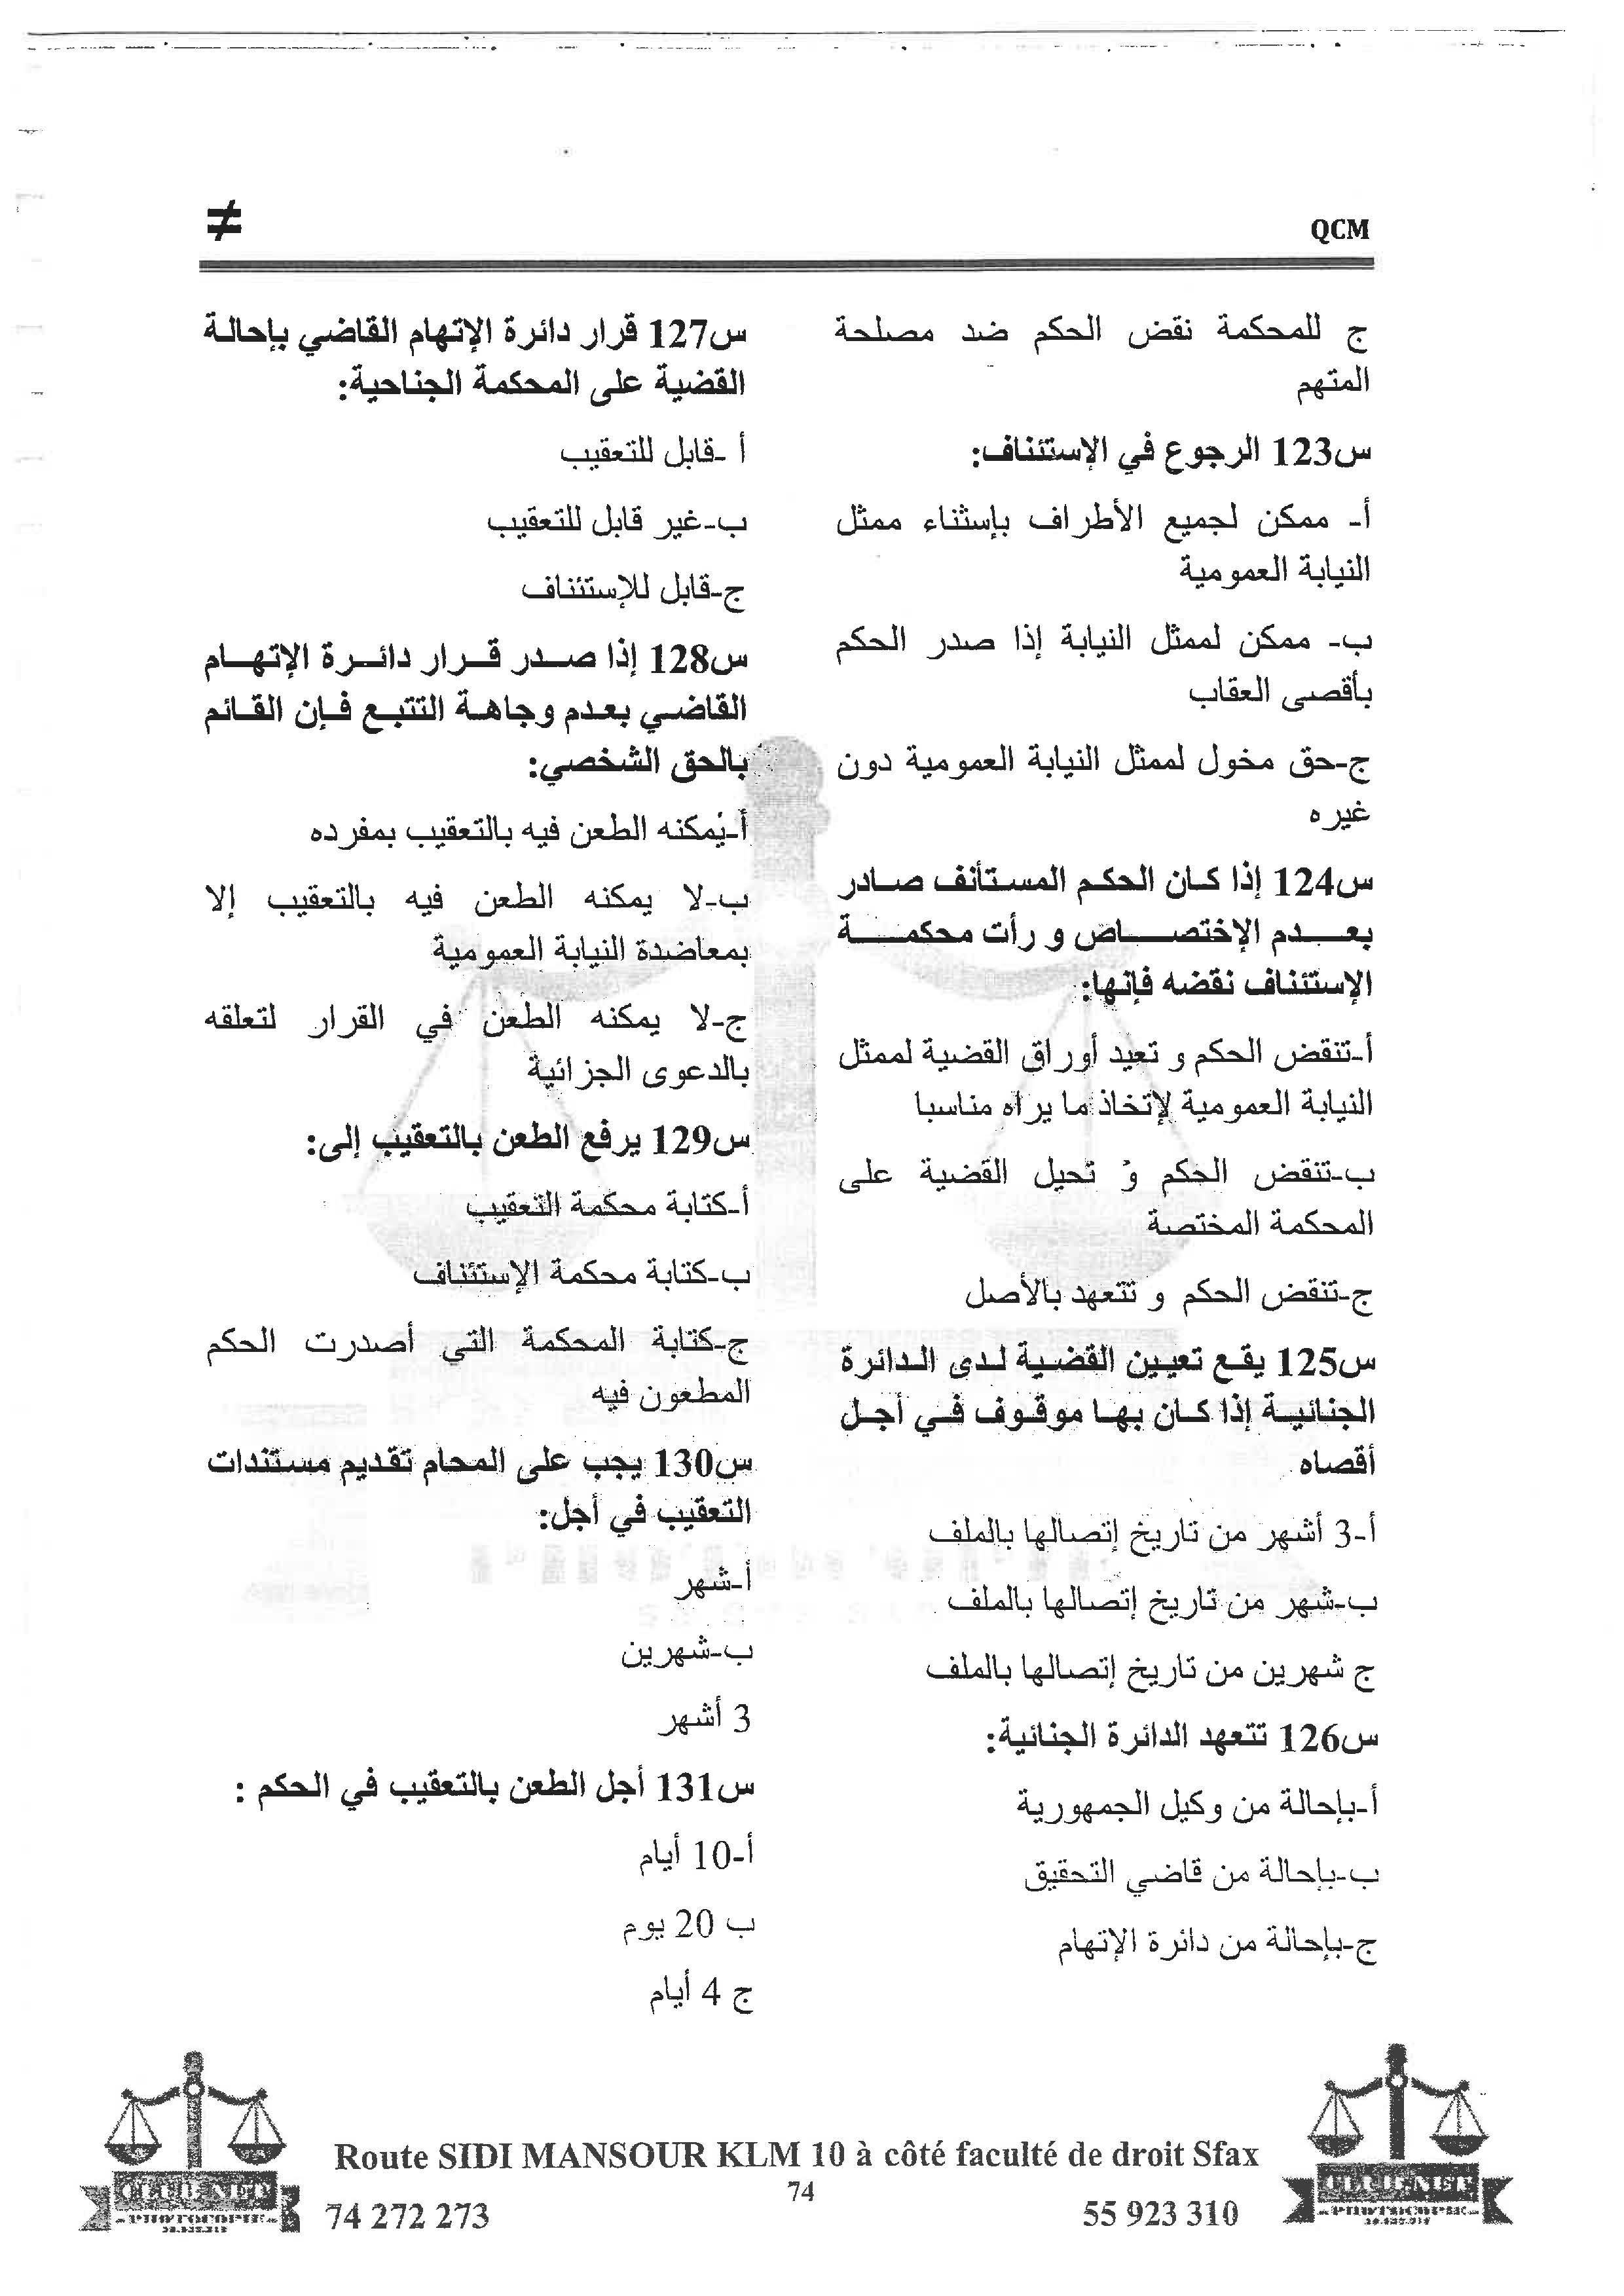 QCM
≠
ج للمحكمة نقض الحكم ضد مصلحة
المتهم
س123 الرجوع في الإستئناف:
أ- ممكن لجميع الأطراف بإستثناء ممثل
النيابة العمومية
ب- ممكن لممثل النيابة إذا صدر الحكم
بأقصى العقاب
ج-حق مخول لممثل النيابة العمومية دون
غيره
س124 إذا كان الحكم المستأنف صادر
بعدم الإختصاص و رأت محكمة
الإستئناف نقضه فإنها:
أ-تنقض الحكم و تعيد أوراق القضية لممثل
النيابة العمومية لإتخاذ ما يراه مناسبا
ب-تنقض الحكم و تحيل القضية على
المحكمة المختصة
ج-تنقض الحكم و تتعهد بالأصل
س125 يقع تعيين القضية لدى الدائرة
الجنائية إذا كان بها موقوف في أجل
أقصاه
أ-3 أشهر من تاريخ إتصالها بالملف
ب-شهر من تاريخ إتصالها بالملف
ج شهرين من تاريخ إتصالها بالملف
س126 تتعهد الدائرة الجنائية:
أ-بإحالة من وكيل الجمهورية
ب-بإحالة من قاضي التحقيق
ج-بإحالة من دائرة الإتهام
س127 قرار دائرة الإتهام القاضي بإحالة
القضية على المحكمة الجناحية:
أ -قابل للتعقيب
ب-غير قابل للتعقيب
ج-قابل للإستئناف
س128 إذا صدر قرار دائرة الإتهام
القاضي بعدم وجاهة التتبع فإن القائم
بالحق الشخصي:
أ-يُمكنه الطعن فيه بالتعقيب بمفرده
ب-لا يمكنه الطعن فيه بالتعقيب إلا
بمعاضدة النيابة العمومية
ج-لا يمكنه الطعن في القرار لتعلقه
بالدعوى الجزائية
س129 يرفع الطعن بالتعقيب إلى:
أ-كتابة محكمة التعقيب
ب-كتابة محكمة الإستئناف
ج-كتابة المحكمة التي أصدرت الحكم
المطعون فيه
س130 يجب على المحام تقديم مستندات
التعقيب في أجل:
أ-شهر
ب-شهرين
3 أشهر
س131 أجل الطعن بالتعقيب في الحكم :
أ-10 أيام
ب 20 يوم
ج 4 أيام
Route SIDI MANSOUR KLM 10 à côté faculté de droit Sfax
74
74 272 273
55 923 310
CLUB NET
PHOTOCOPIE
CLUB NET
PHOTOCOPIE